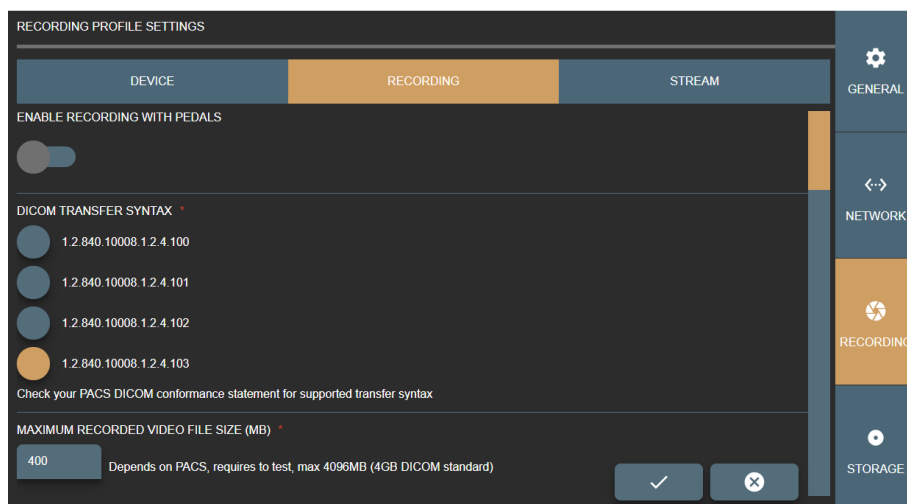 RECORDING PROFILE SETTINGS
DEVICE
RECORDING
STREAM
ENABLE RECORDING WITH PEDALS
DICOM TRANSFER SYNTAX *
1.2.840.10008.1.2.4.100
1.2.840.10008.1.2.4.101
1.2.840.10008.1.2.4.102
1.2.840.10008.1.2.4.103
Check your PACS DICOM conformance statement for supported transfer syntax
MAXIMUM RECORDED VIDEO FILE SIZE (MB) *
400
Depends on PACS, requires to test, max 4096MB (4GB DICOM standard)
GENERAL
NETWORK
RECORDING
STORAGE